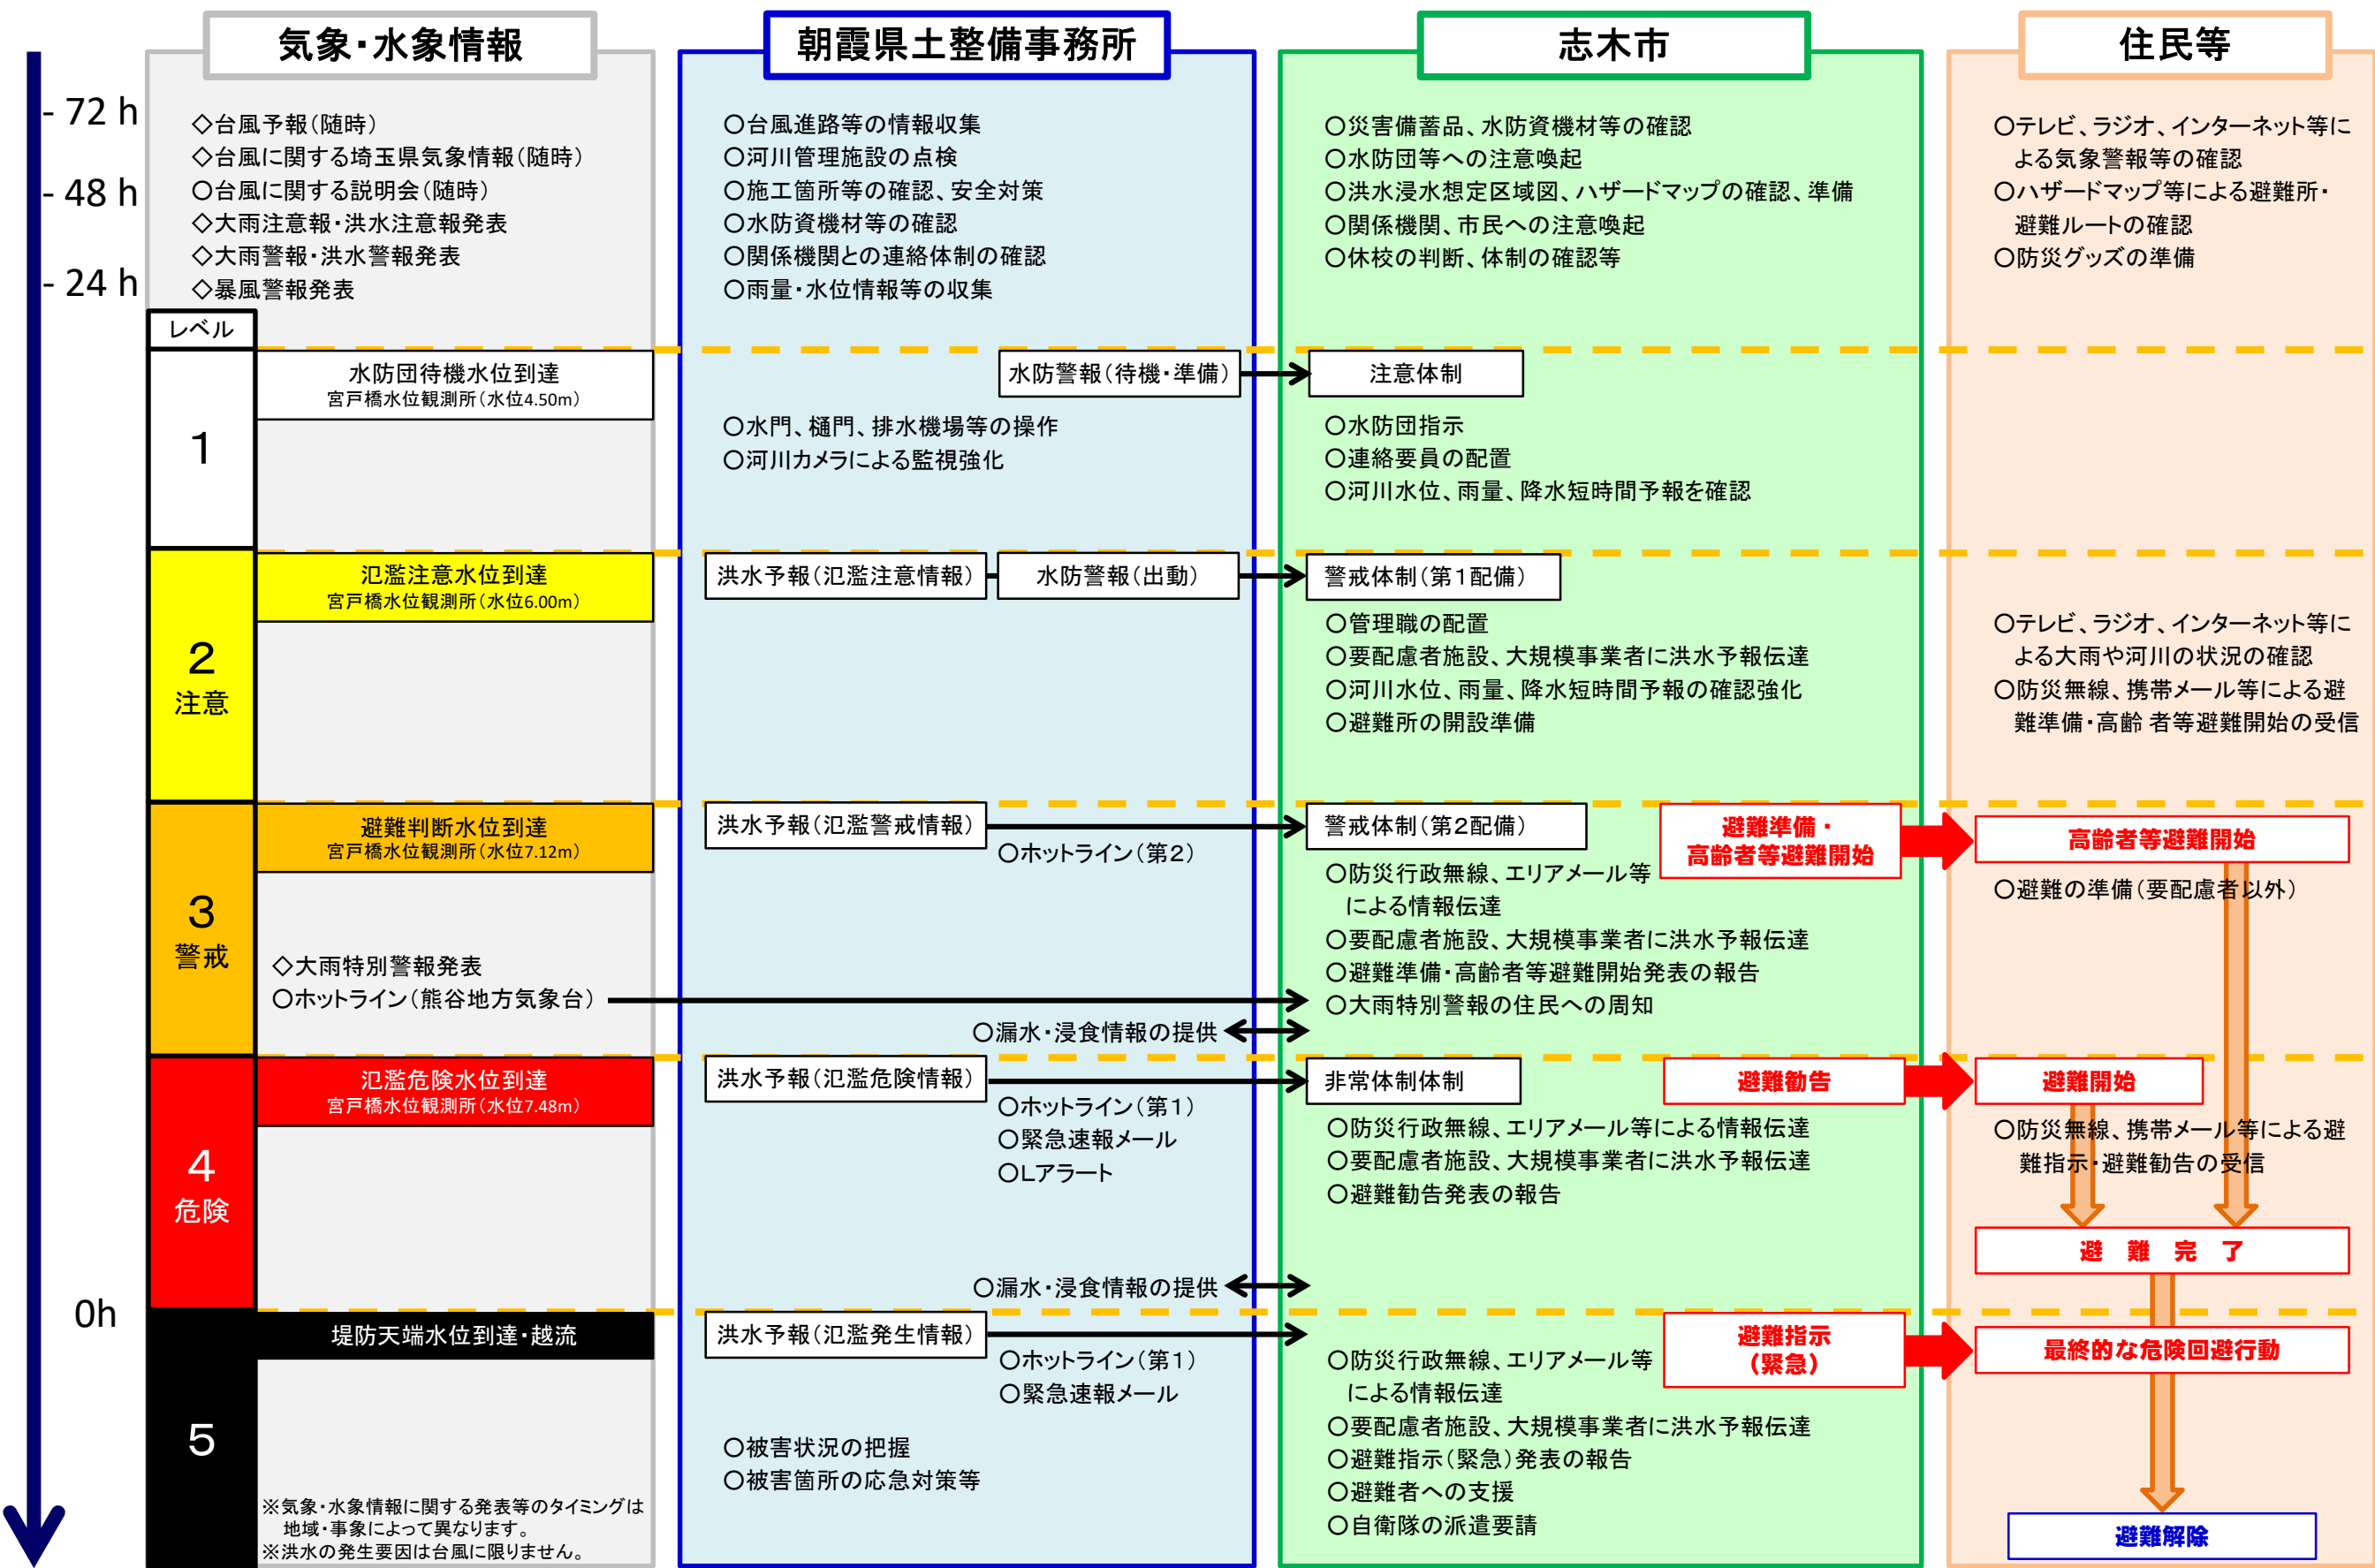 気象・水象情報
朝霞県土整備事務所
志木市
住民等
- 72 h
- 48 h
- 24 h
◇台風予報（随時）
◇台風に関する埼玉県気象情報（随時）
○台風に関する説明会（随時）
◇大雨注意報・洪水注意報発表
◇大雨警報・洪水警報発表
◇暴風警報発表
○台風進路等の情報収集
○河川管理施設の点検
○施工箇所等の確認、安全対策
○水防資機材等の確認
○関係機関との連絡体制の確認
○雨量・水位情報等の収集
○災害備蓄品、水防資機材等の確認
○水防団等への注意喚起
○洪水浸水想定区域図、ハザードマップの確認、準備
○関係機関、市民への注意喚起
○休校の判断、体制の確認等
○テレビ、ラジオ、インターネット等に
よる気象警報等の確認
○ハザードマップ等による避難所・
避難ルートの確認
○防災グッズの準備
レベル
1
水防団待機水位到達
宮戸橋水位観測所（水位4.50m）
水防警報（待機・準備）
○水門、樋門、排水機場等の操作
○河川カメラによる監視強化
注意体制
○水防団指示
○連絡要員の配置
○河川水位、雨量、降水短時間予報を確認
2
注意
氾濫注意水位到達
宮戸橋水位観測所（水位6.00m）
洪水予報（氾濫注意情報）
水防警報（出動）
警戒体制（第１配備）
○管理職の配置
○要配慮者施設、大規模事業者に洪水予報伝達
○河川水位、雨量、降水短時間予報の確認強化
○避難所の開設準備
○テレビ、ラジオ、インターネット等に
よる大雨や河川の状況の確認
○防災無線、携帯メール等による避
難準備・高齢 者等避難開始の受信
3
警戒
避難判断水位到達
宮戸橋水位観測所（水位7.12m）
◇大雨特別警報発表
○ホットライン（熊谷地方気象台）
洪水予報（氾濫警戒情報）
○ホットライン（第２）
○漏水・浸食情報の提供
警戒体制（第２配備）
避難準備・
高齢者等避難開始
○防災行政無線、エリアメール等
による情報伝達
○要配慮者施設、大規模事業者に洪水予報伝達
○避難準備・高齢者等避難開始発表の報告
○大雨特別警報の住民への周知
高齢者等避難開始
○避難の準備（要配慮者以外）
4
危険
氾濫危険水位到達
宮戸橋水位観測所（水位7.48m）
洪水予報（氾濫危険情報）
○ホットライン（第１）
○緊急速報メール
○Lアラート
○漏水・浸食情報の提供
非常体制体制
避難勧告
○防災行政無線、エリアメール等による情報伝達
○要配慮者施設、大規模事業者に洪水予報伝達
○避難勧告発表の報告
避難開始
○防災無線、携帯メール等による避
難指示・避難勧告の受信
避 難 完 了
0h
5
堤防天端水位到達・越流
※気象・水象情報に関する発表等のタイミングは
地域・事象によって異なります。
※洪水の発生要因は台風に限りません。
洪水予報（氾濫発生情報）
○ホットライン（第１）
○緊急速報メール
○被害状況の把握
○被害箇所の応急対策等
避難指示
（緊急）
○防災行政無線、エリアメール等
による情報伝達
○要配慮者施設、大規模事業者に洪水予報伝達
○避難指示（緊急）発表の報告
○避難者への支援
○自衛隊の派遣要請
最終的な危険回避行動
避難解除